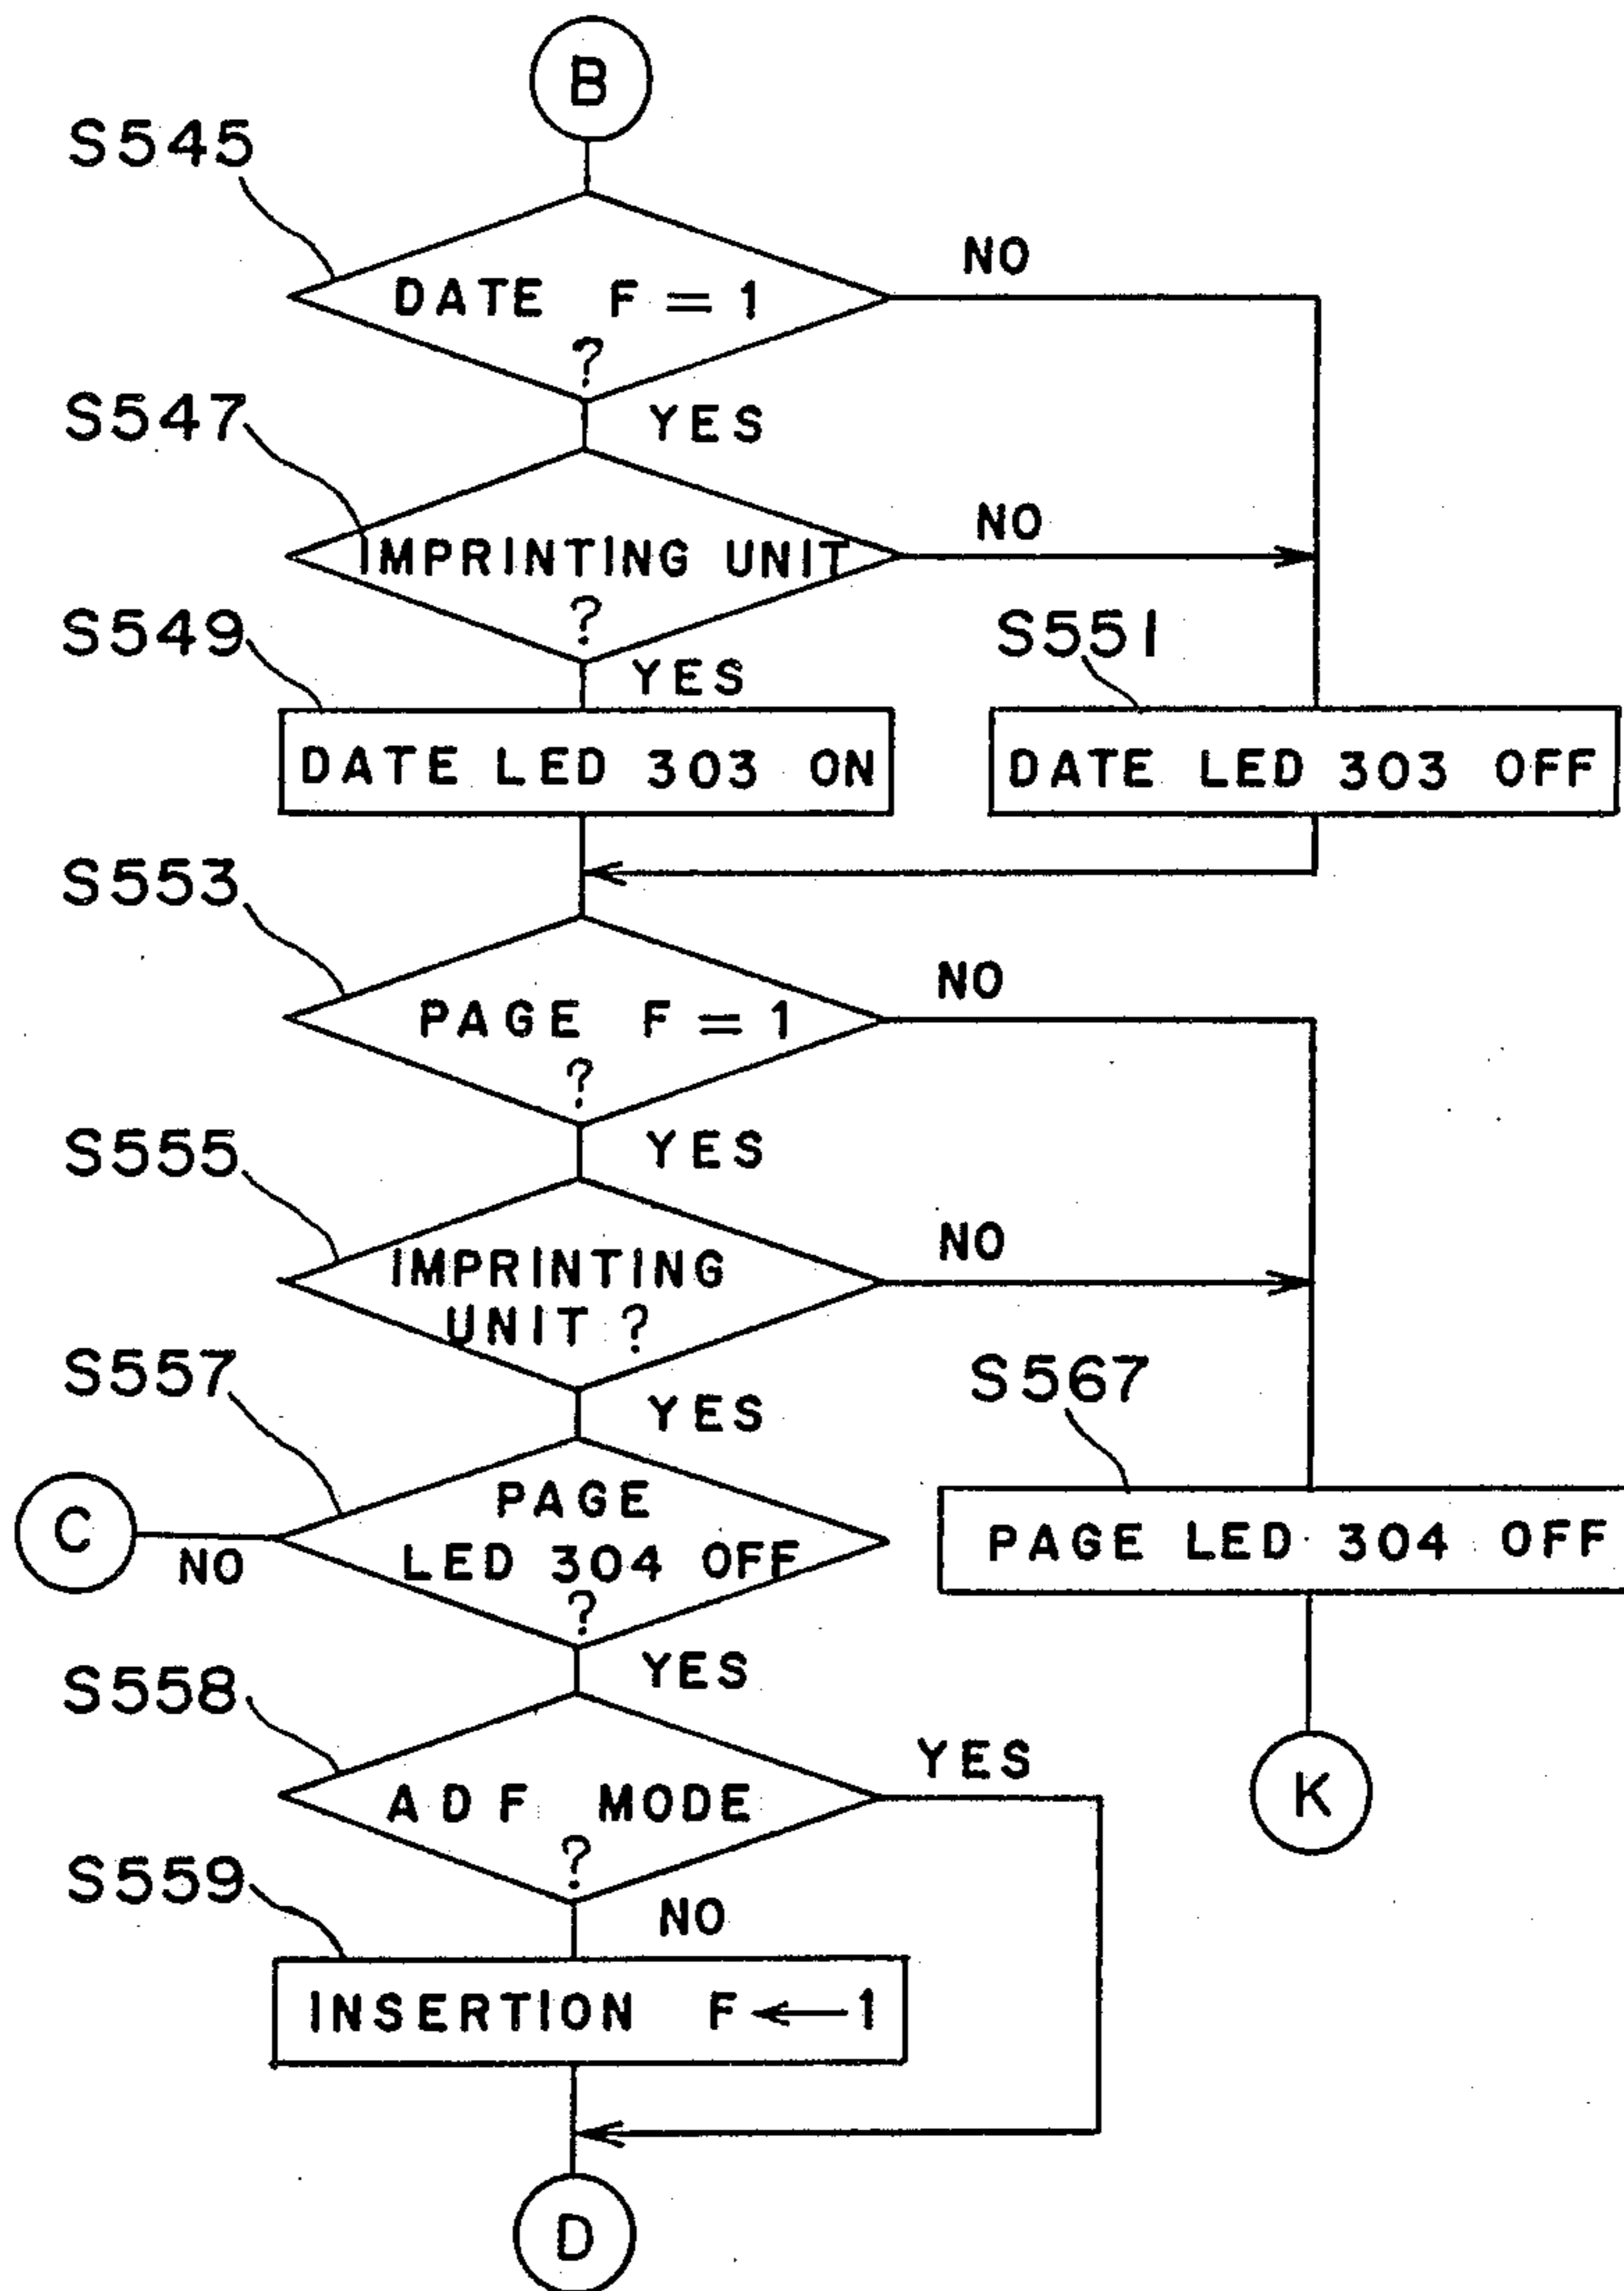 B
S545
NO
DATE F = 1
?
YES
S547
NO
IMPRINTING UNIT
?
S549
S551
YES
DATE LED 303 ON
DATE LED 303 OFF
S553
NO
PAGE F = 1
?
YES
S555
NO
IMPRINTING
UNIT ?
S557
S567
YES
PAGE
LED 304 OFF
?
C
NO
PAGE LED 304 OFF
YES
S558
YES
ADF MODE
?
K
S559
NO
INSERTION F ← 1
D